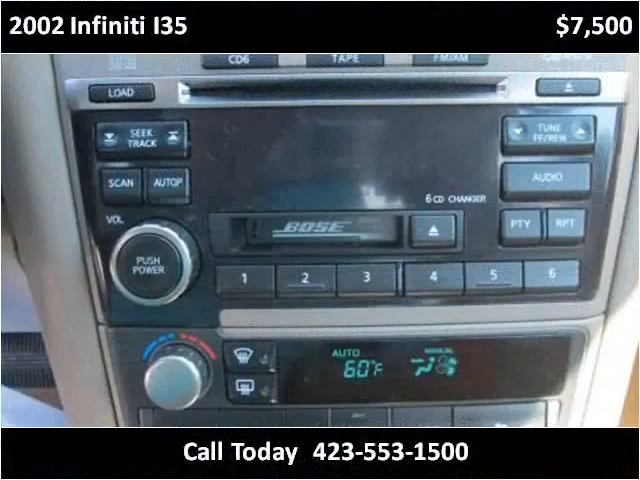 2002 Infiniti I35 $7,500
CD6 TAPE FM/AM
LOAD
SEEK TRACK
TUNE FF/REW
SCAN AUTO.P
AUDIO
6 CD CHANGER
VOL
BOSE
PTY RPT
PUSH POWER
1 2 3 4 5 6
AUTO 60°F MANUAL
Call Today 423-553-1500